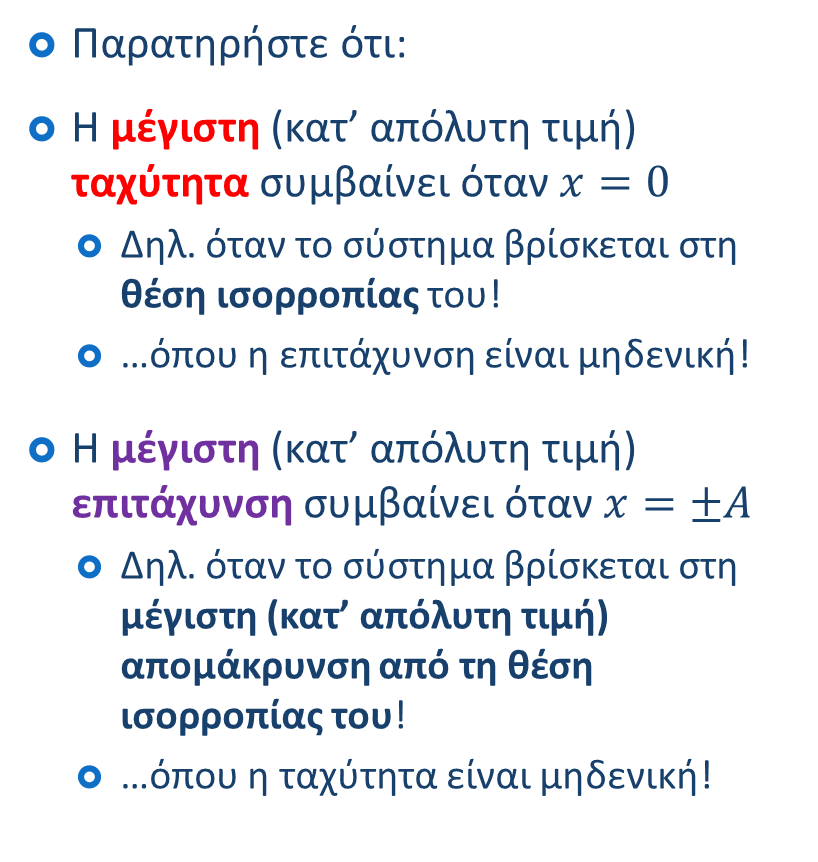 Παρατηρήστε ότι:
Η μέγιστη (κατ’ απόλυτη τιμή)
ταχύτητα συμβαίνει όταν 𝑥 = 0
Δηλ. όταν το σύστημα βρίσκεται στη
θέση ισορροπίας του!
…όπου η επιτάχυνση είναι μηδενική!
Η μέγιστη (κατ’ απόλυτη τιμή)
επιτάχυνση συμβαίνει όταν 𝑥 = ±𝐴
Δηλ. όταν το σύστημα βρίσκεται στη
μέγιστη (κατ’ απόλυτη τιμή)
απομάκρυνση από τη θέση
ισορροπίας του!
…όπου η ταχύτητα είναι μηδενική!